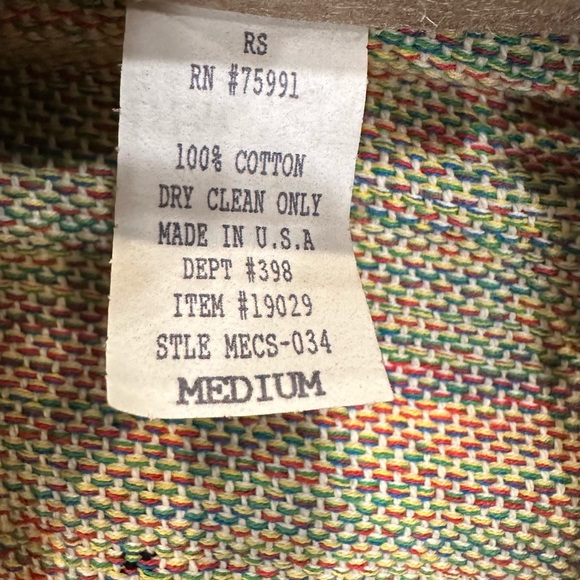 RS
RN #75991
100% COTTON
DRY CLEAN ONLY
MADE IN U.S.A
DEPT #398
ITEM #19029
STLE MECS-034
MEDIUM